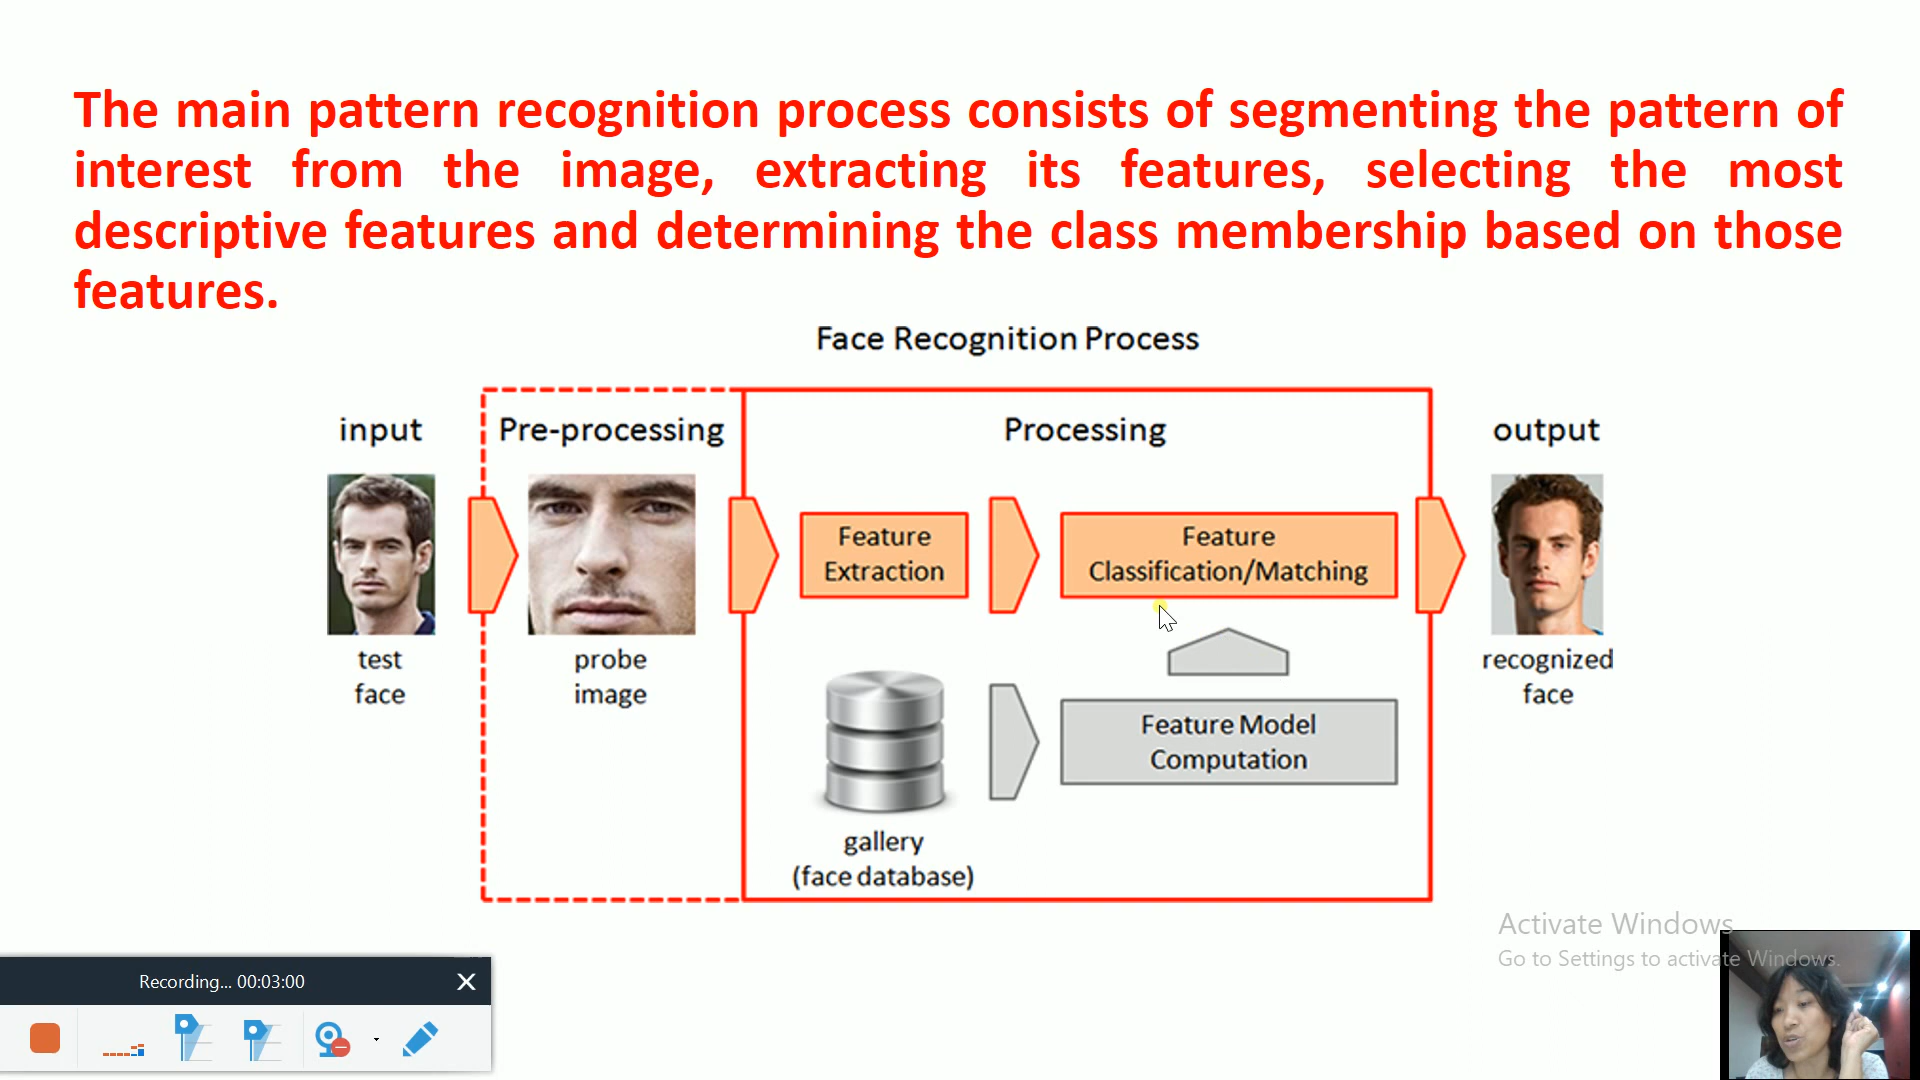 The main pattern recognition process consists of segmenting the pattern of
interest from the image, extracting its features, selecting the most
descriptive features and determining the class membership based on those
features.
Face Recognition Process
input
Pre-processing
Processing
output
Feature
Extraction
Feature
Classification/Matching
test
face
probe
image
recognized
face
Feature Model
Computation
gallery
(face database)
Activate Windows
Go to Settings to activate Windows.
Recording... 00:03:00